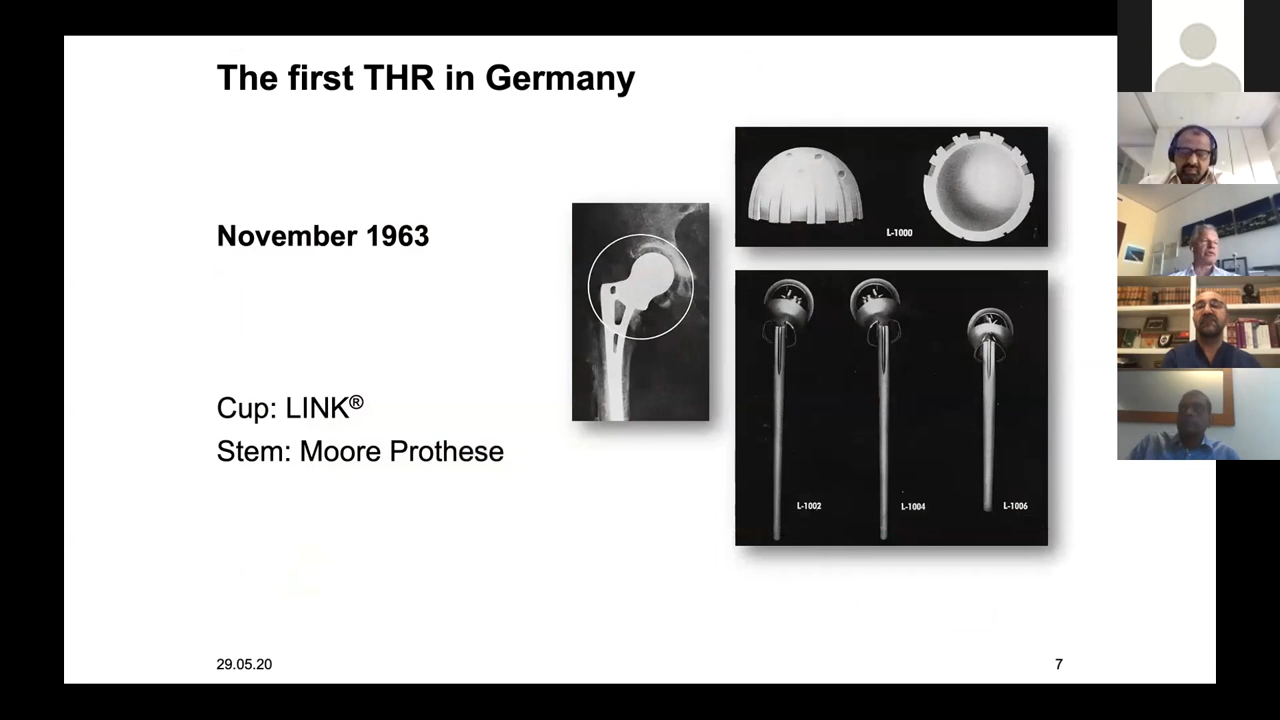 The first THR in Germany
November 1963
Cup: LINK®
Stem: Moore Prothese
L-1000
L-1002
L-1004
L-1006
29.05.20
7